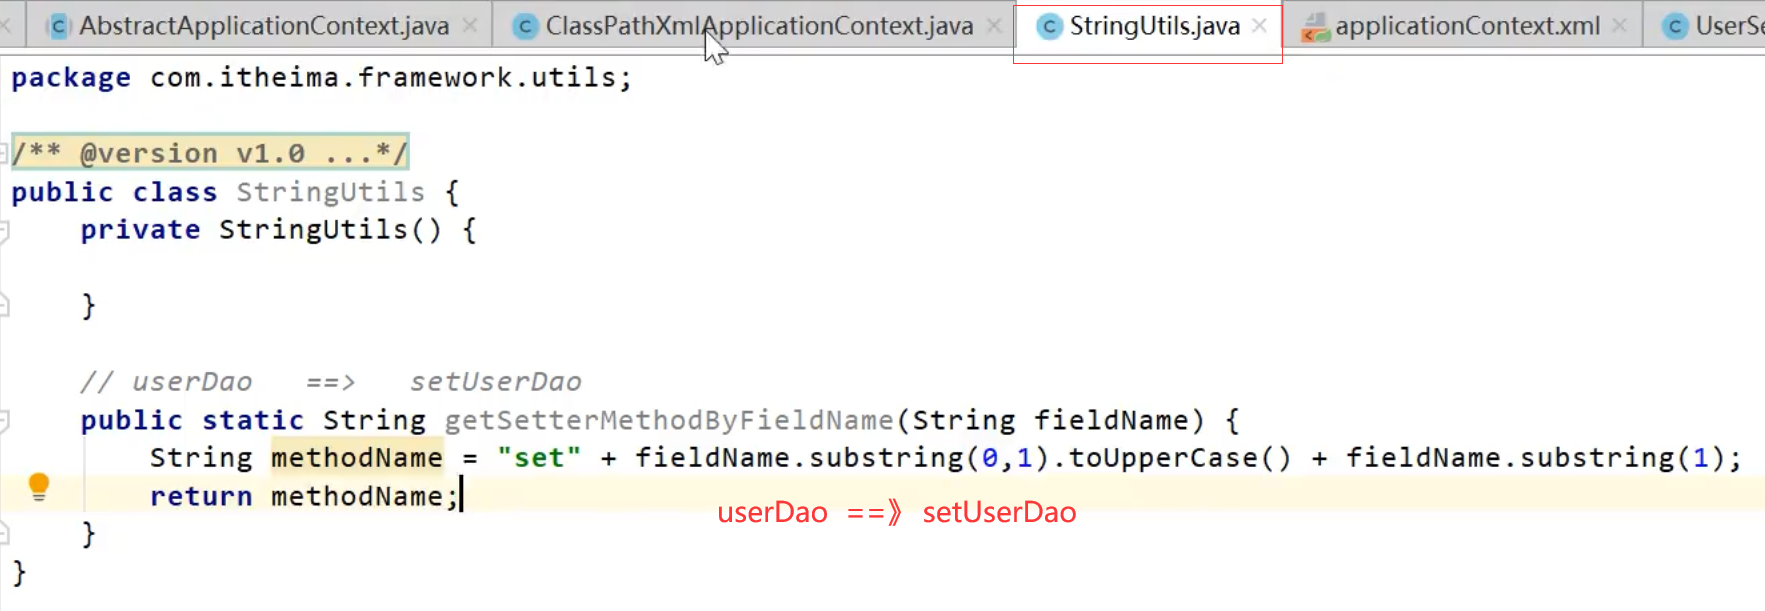 AbstractApplicationContext.java ClassPathXmlApplicationContext.java StringUtils.java applicationContext.xml
package com.itheima.framework.utils;
/** @version v1.0 ...*/
public class StringUtils {
private StringUtils() {
}
// userDao ==> setUserDao
public static String getSetterMethodByFieldName(String fieldName) {
String methodName = "set" + fieldName.substring(0,1).toUpperCase() + fieldName.substring(1);
return methodName;
userDao ==》 setUserDao
}
}